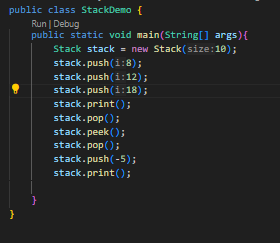 public class StackDemo {
Run | Debug
public static void main(String[] args){
Stack stack = new Stack(size:10);
stack.push(i:8);
stack.push(i:12);
stack.push(i:18);
stack.print();
stack.pop();
stack.peek();
stack.pop();
stack.push(-5);
stack.print();
}
}